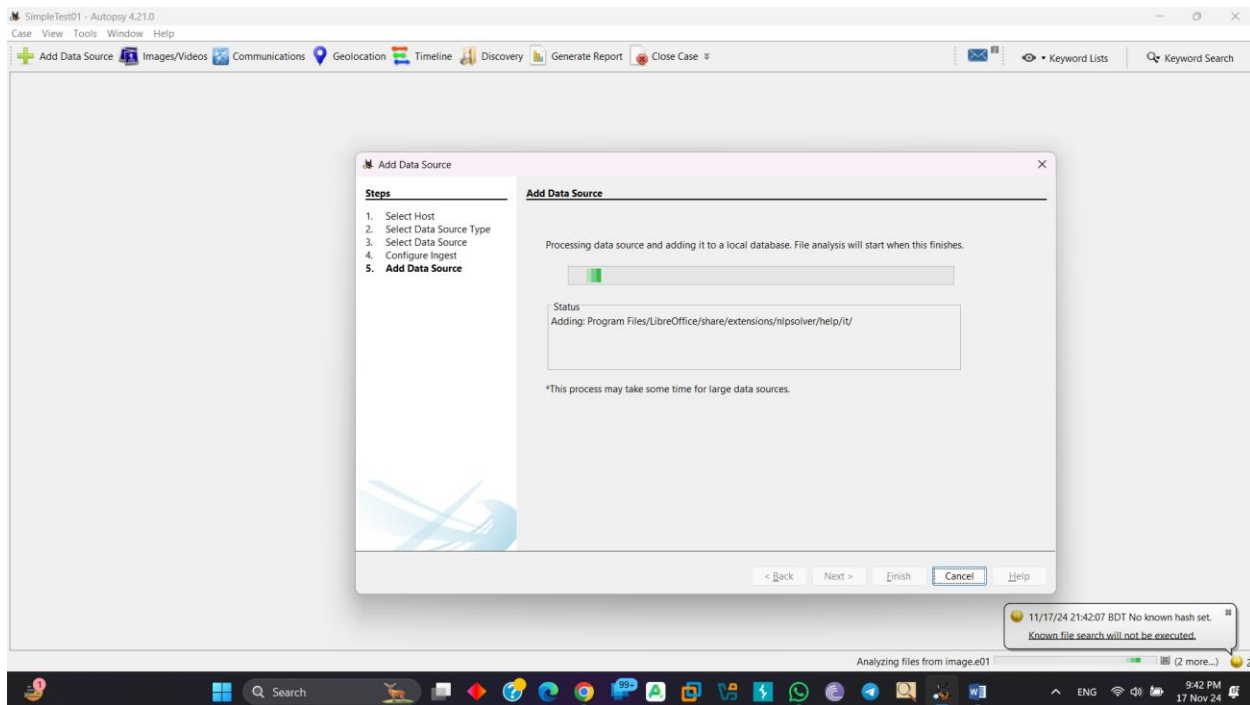 SimpleTest01 - Autopsy 4.21.0
Case View Tools Window Help
Add Data Source Images/Videos Communications Geolocation Timeline Discovery Generate Report Close Case Keyword Lists Keyword Search
Add Data Source
Steps
Add Data Source
1. Select Host
2. Select Data Source Type
3. Select Data Source
4. Configure Ingest
5. Add Data Source
Processing data source and adding it to a local database. File analysis will start when this finishes.
Status
Adding: Program Files/LibreOffice/share/extensions/nlpsolver/help/it/
*This process may take some time for large data sources.
< Back Next > Finish Cancel Help
11/17/24 21:42:07 BDT No known hash set.
Known file search will not be executed.
Analyzing files from image.e01 (2 more...) 2
1 Search 99+ ENG 9:42 PM
17 Nov 24